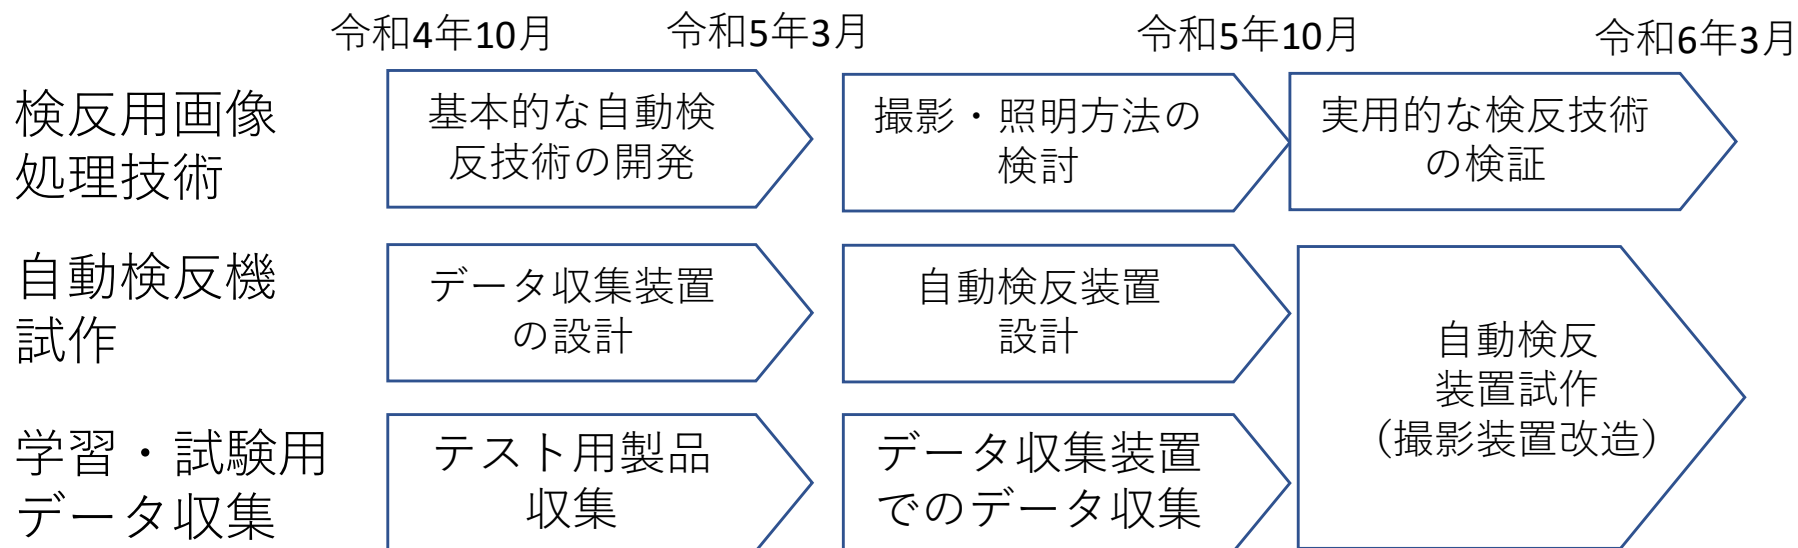 令和4年10月
令和5年3月
令和5年10月
令和6年3月
検反用画像
処理技術
基本的な自動検
反技術の開発
撮影・照明方法の
検討
実用的な検反技術
の検証
自動検反機
試作
データ収集装置
の設計
自動検反装置
設計
自動検反
装置試作
（撮影装置改造）
学習・試験用
データ収集
テスト用製品
収集
データ収集装置
でのデータ収集